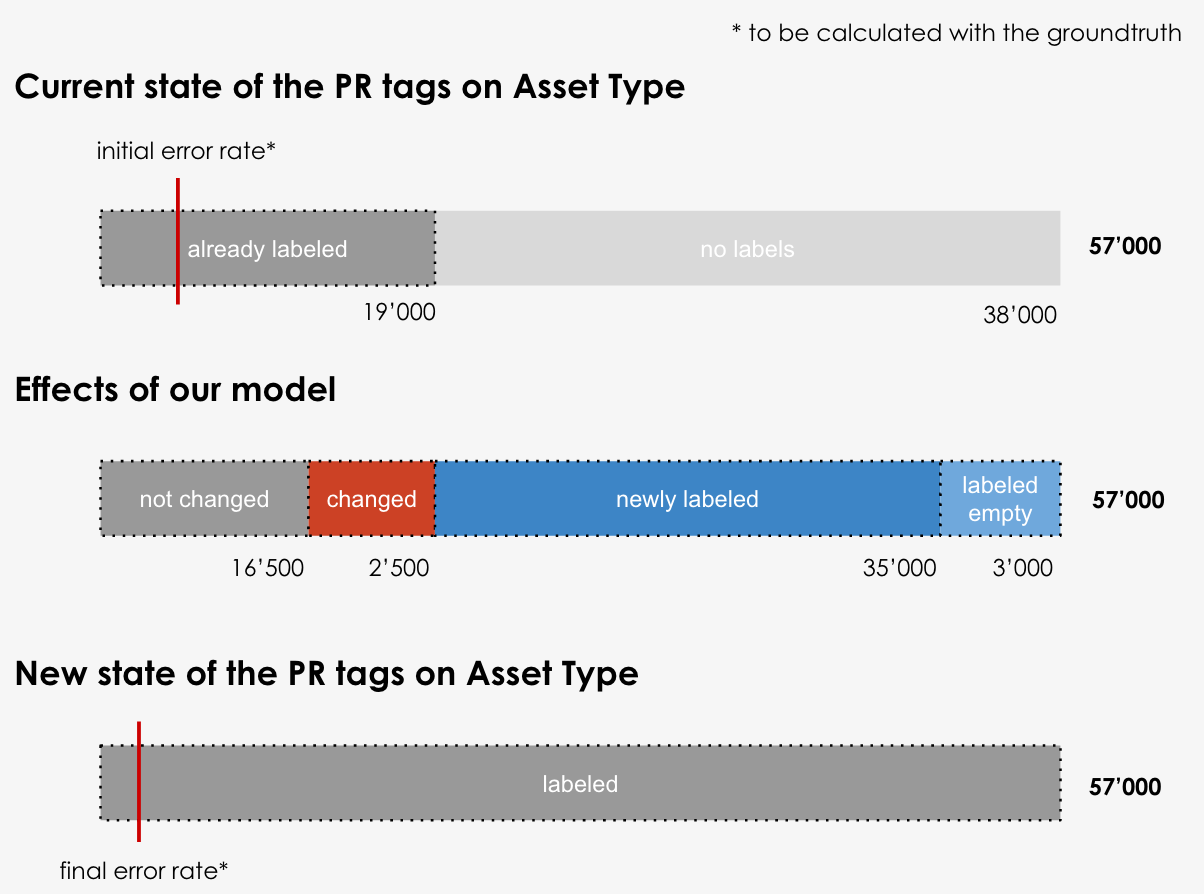 * to be calculated with the groundtruth
Current state of the PR tags on Asset Type
initial error rate*
already labeled
no labels
57’000
19’000
38’000
Effects of our model
not changed
changed
newly labeled
labeled
empty
57’000
16’500
2’500
35’000
3’000
New state of the PR tags on Asset Type
labeled
57’000
final error rate*